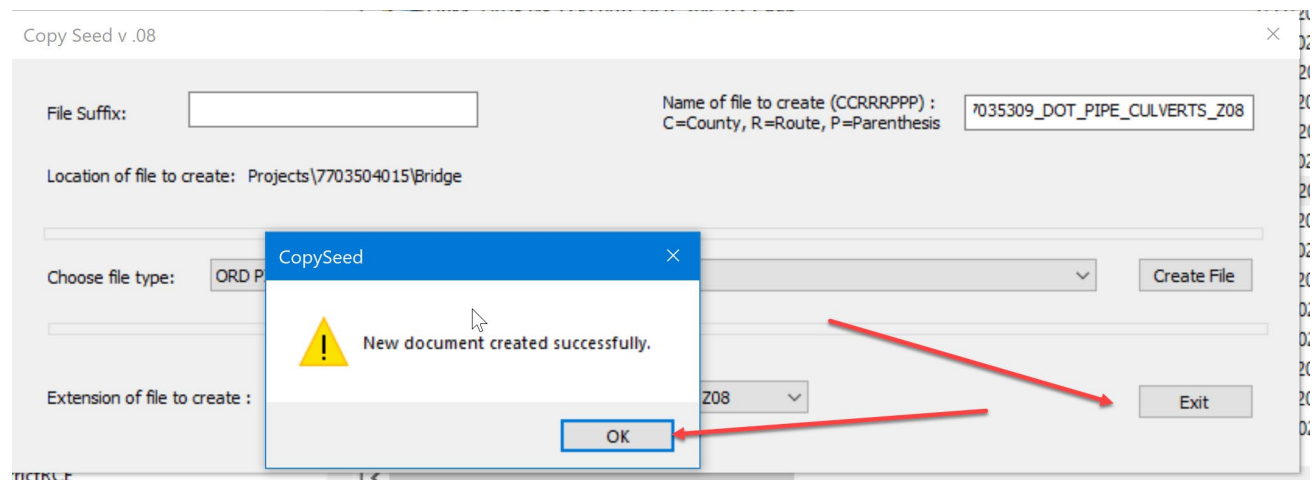 Copy Seed v .08
File Suffix:
Name of file to create (CCRRRPPP) :
C=County, R=Route, P=Parenthesis
7035309_DOT_PIPE_CULVERTS_Z08
Location of file to create: Projects\7703504015\Bridge
CopySeed
Choose file type:
ORD
Create File
New document created successfully.
Extension of file to create :
Z08
Exit
OK